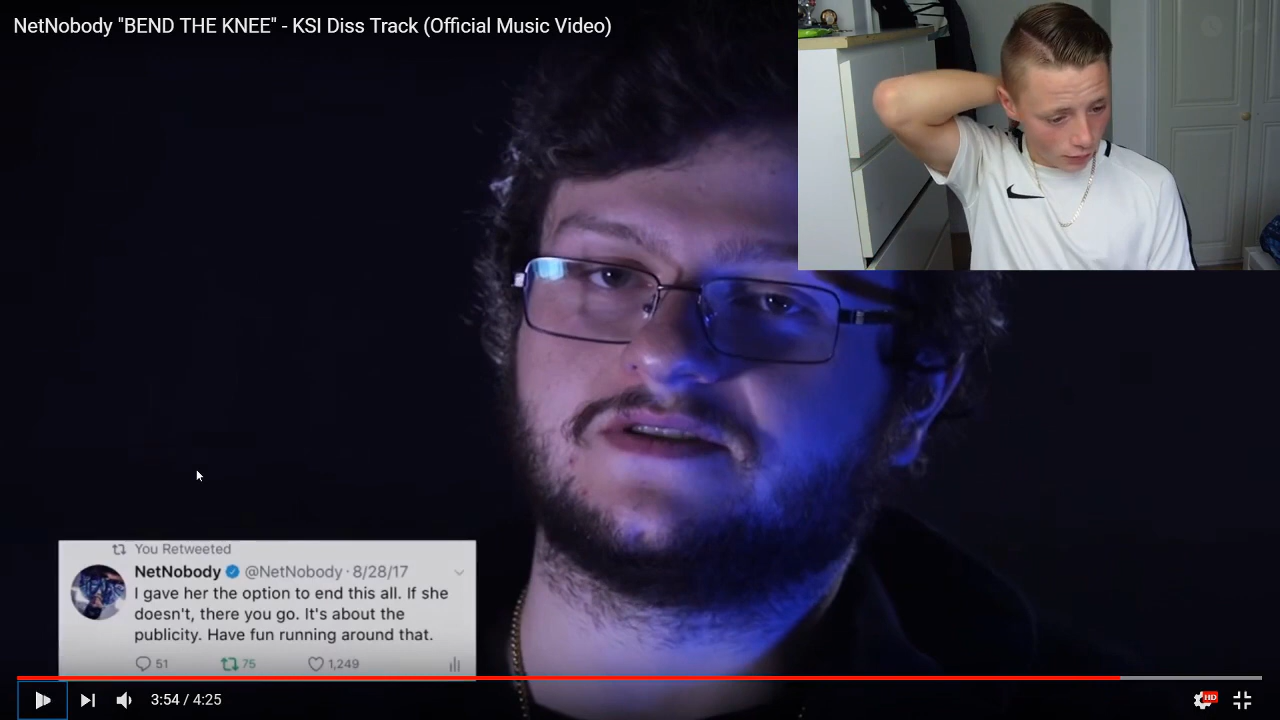 NetNobody "BEND THE KNEE" - KSI Diss Track (Official Music Video)
You Retweeted
NetNobody @NetNobody · 8/28/17
I gave her the option to end this all. If she
doesn't, there you go. It's about the
publicity. Have fun running around that.
51 75 1,249
3:54 / 4:25
HD